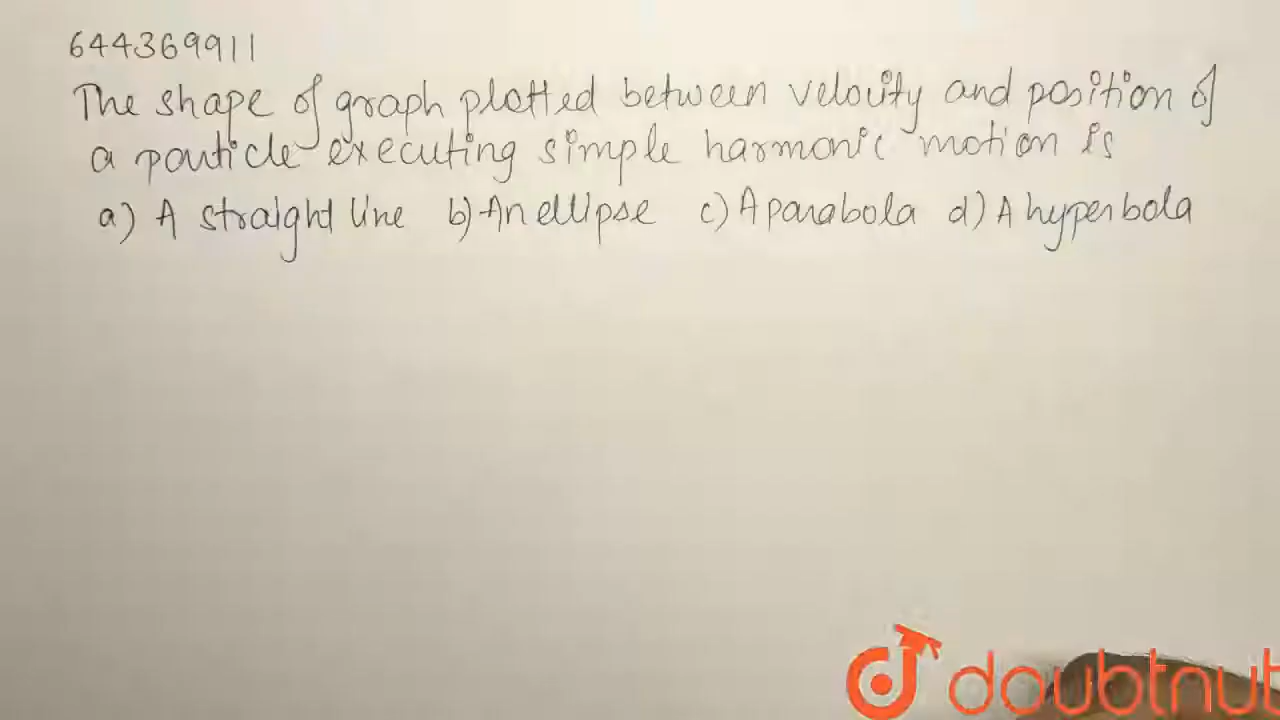 644369911
The shape of graph plotted between velocity and position of
a particle executing simple harmonic motion is
a) A straight line b) An ellipse c) A parabola d) A hyperbola
doubtnut